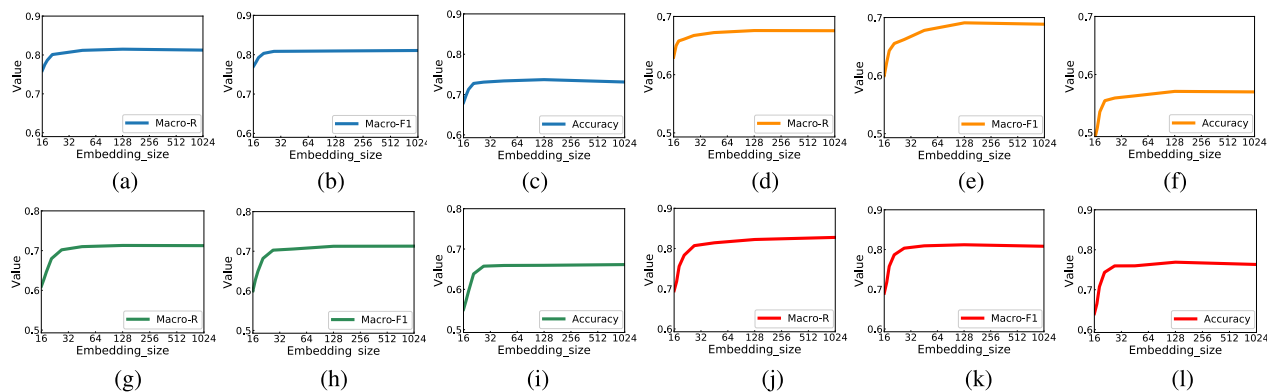 0.9
0.8
0.7
0.6
Value
16 32 64 128 256 512 1024
Embedding_size
Macro-R
(a)
0.9
0.8
0.7
0.6
Value
16 32 64 128 256 512 1024
Embedding_size
Macro-F1
(b)
0.9
0.8
0.7
0.6
Value
16 32 64 128 256 512 1024
Embedding_size
Accuracy
(c)
0.7
0.6
0.5
Value
16 32 64 128 256 512 1024
Embedding_size
Macro-R
(d)
0.7
0.6
0.5
Value
16 32 64 128 256 512 1024
Embedding_size
Macro-F1
(e)
0.7
0.6
0.5
Value
16 32 64 128 256 512 1024
Embedding_size
Accuracy
(f)
0.8
0.7
0.6
0.5
Value
16 32 64 128 256 512 1024
Embedding_size
Macro-R
(g)
0.8
0.7
0.6
0.5
Value
16 32 64 128 256 512 1024
Embedding_size
Macro-F1
(h)
0.8
0.7
0.6
0.5
Value
16 32 64 128 256 512 1024
Embedding_size
Accuracy
(i)
0.9
0.8
0.7
0.6
Value
16 32 64 128 256 512 1024
Embedding_size
Macro-R
(j)
0.9
0.8
0.7
0.6
Value
16 32 64 128 256 512 1024
Embedding_size
Macro-F1
(k)
0.9
0.8
0.7
0.6
Value
16 32 64 128 256 512 1024
Embedding_size
Accuracy
(l)